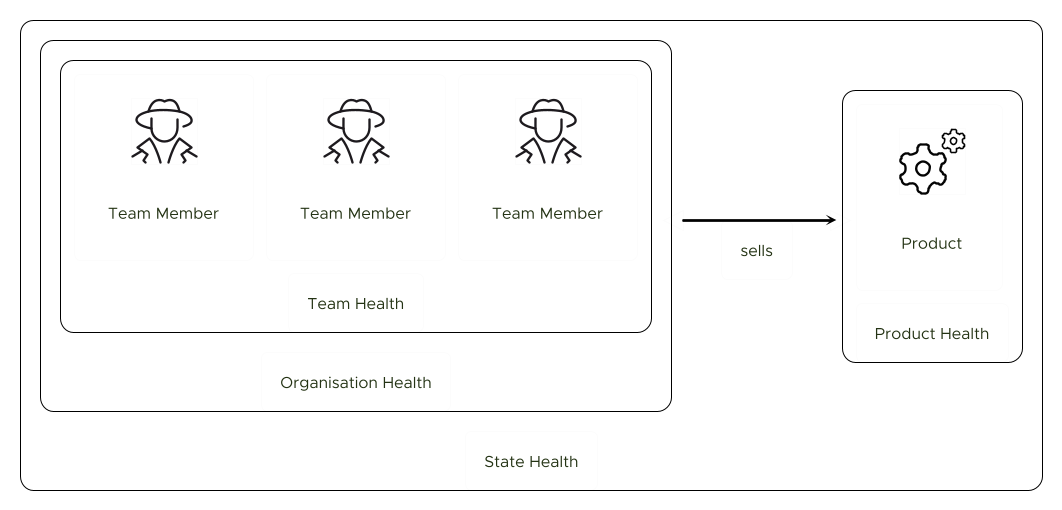 Team Member
Team Member
Team Member
Team Health
Organisation Health
State Health
sells
Product
Product Health